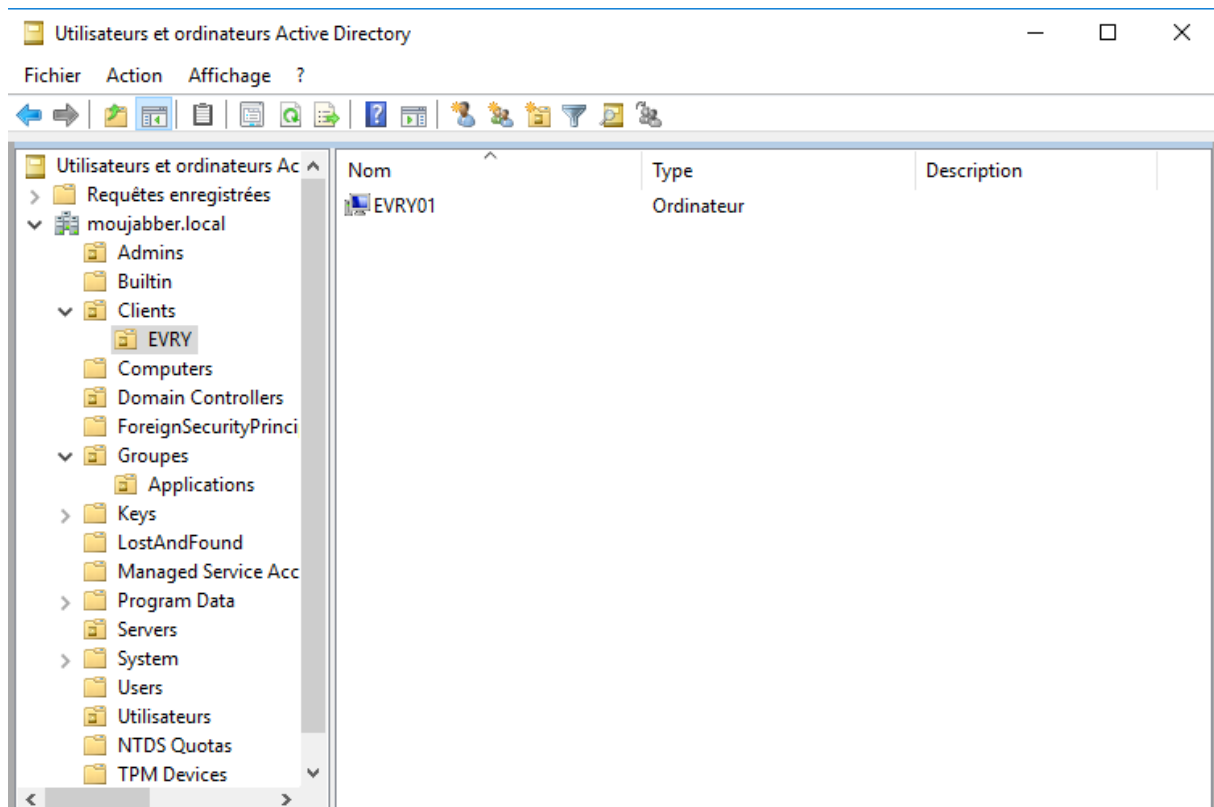 Utilisateurs et ordinateurs Active Directory
Fichier Action Affichage ?
Utilisateurs et ordinateurs Ac
Requêtes enregistrées
moujabber.local
Admins
Builtin
Clients
EVRY
Computers
Domain Controllers
ForeignSecurityPrinci
Groupes
Applications
Keys
LostAndFound
Managed Service Acc
Program Data
Servers
System
Users
Utilisateurs
NTDS Quotas
TPM Devices
Nom Type Description
EVRY01 Ordinateur